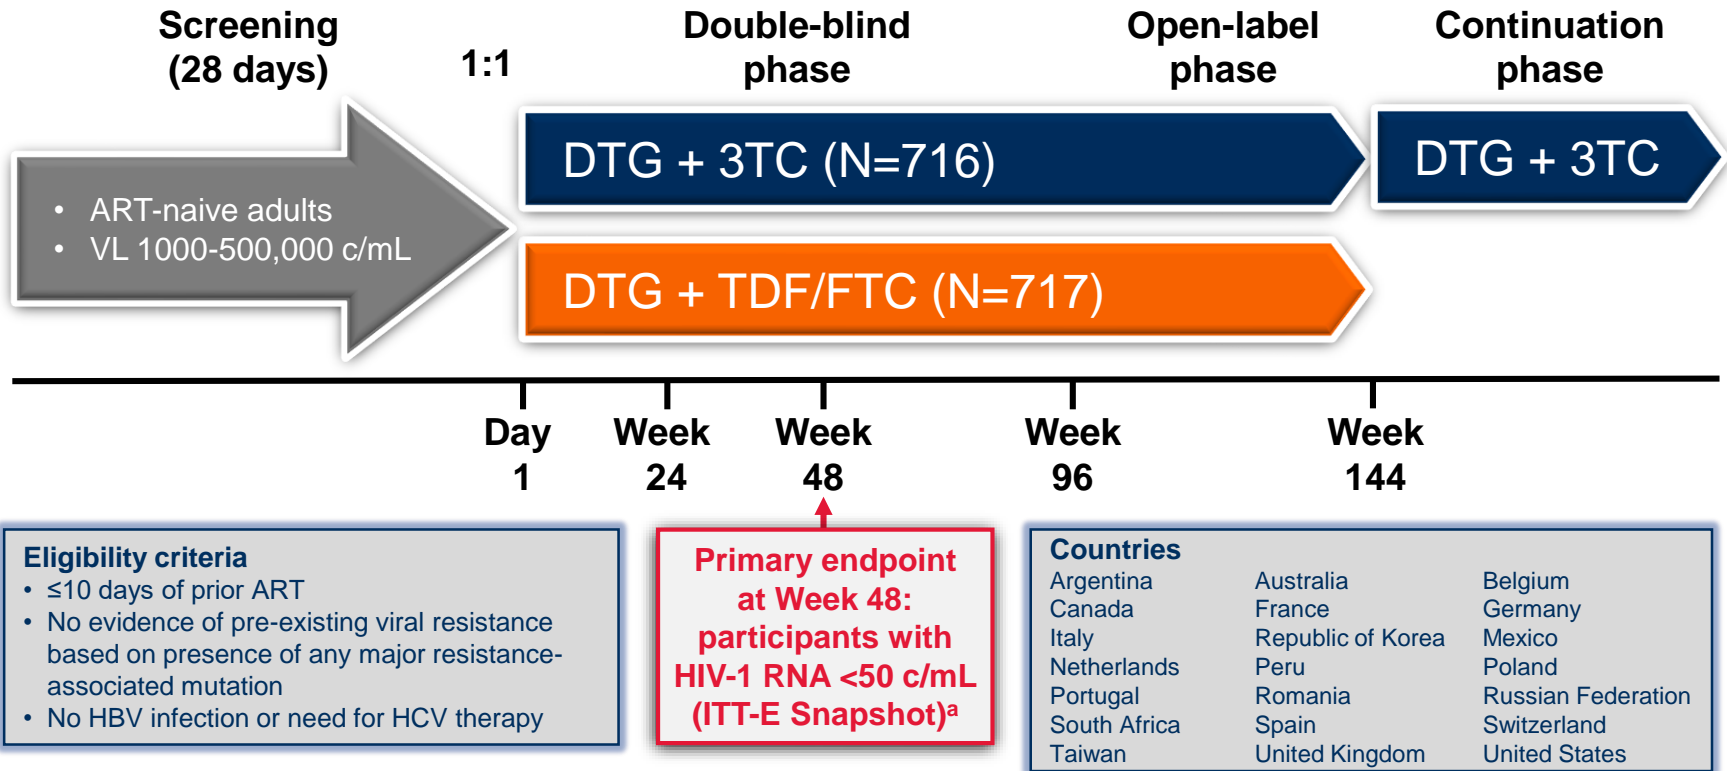 Screening
(28 days)
1:1
Double-blind
phase
Open-label
phase
Continuation
phase
• ART-naive adults
• VL 1000-500,000 c/mL
DTG + 3TC (N=716)
DTG + 3TC
DTG + TDF/FTC (N=717)
Day
1
Week
24
Week
48
Week
96
Week
144
Eligibility criteria
• ≤10 days of prior ART
• No evidence of pre-existing viral resistance
based on presence of any major resistance-
associated mutation
• No HBV infection or need for HCV therapy
Primary endpoint
at Week 48:
participants with
HIV-1 RNA <50 c/mL
(ITT-E Snapshot)ᵃ
Countries
Argentina Australia Belgium
Canada France Germany
Italy Republic of Korea Mexico
Netherlands Peru Poland
Portugal Romania Russian Federation
South Africa Spain Switzerland
Taiwan United Kingdom United States